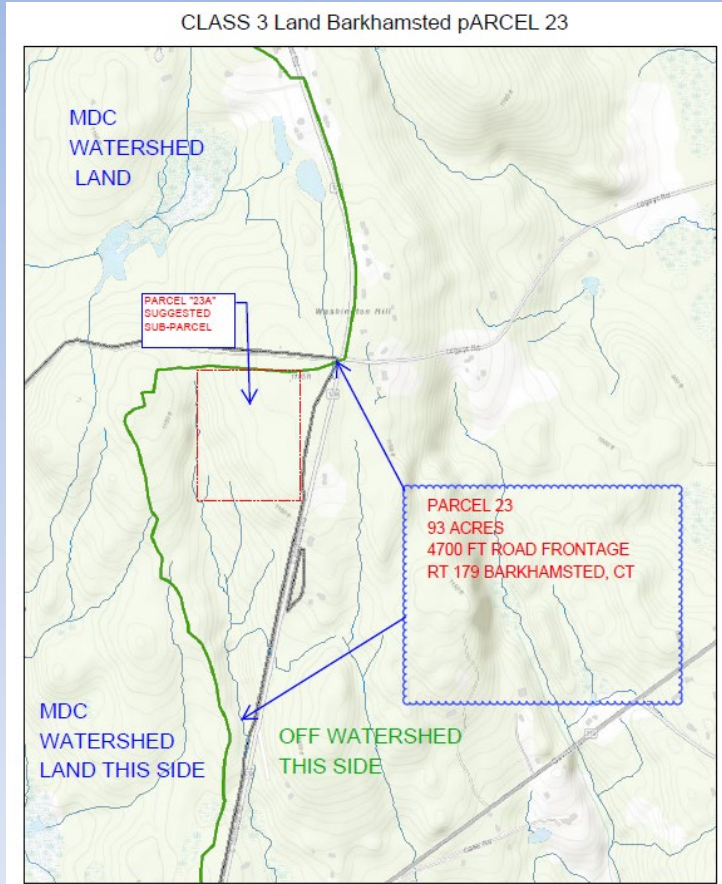 CLASS 3 Land Barkhamsted pARCEL 23
MDC
WATERSHED
LAND
PARCEL "23A"
SUGGESTED
SUB-PARCEL
Washington Hill
PARCEL 23
93 ACRES
4700 FT ROAD FRONTAGE
RT 179 BARKHAMSTED, CT
MDC
WATERSHED
LAND THIS SIDE
OFF WATERSHED
THIS SIDE